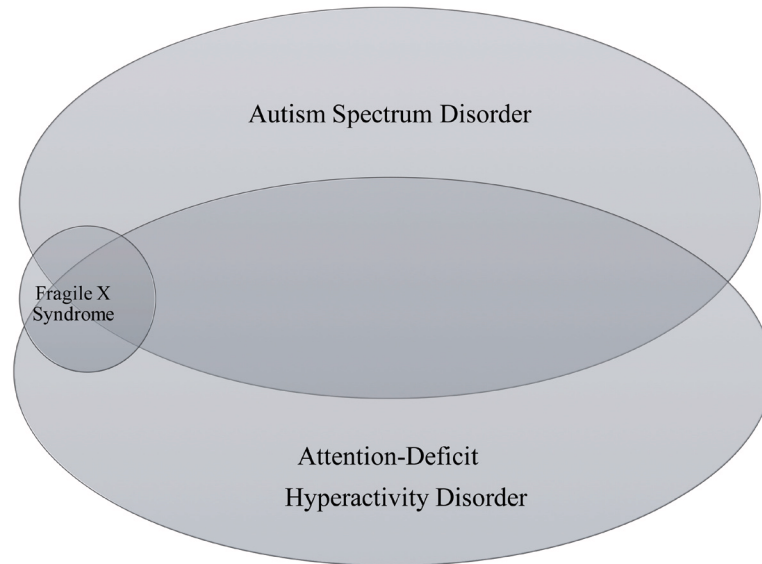 Autism Spectrum Disorder
Fragile X
Syndrome
Attention-Deficit
Hyperactivity Disorder